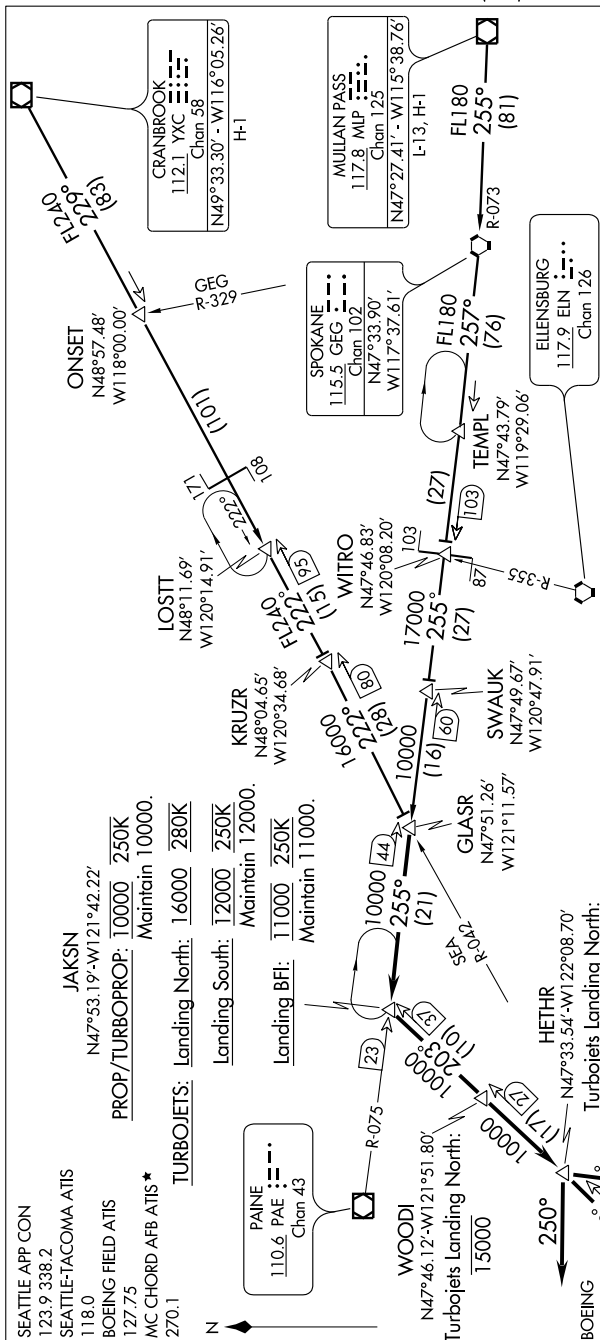 SEATTLE APP CON
123.9 338.2
SEATTLE-TACOMA ATIS
118.0
BOEING FIELD ATIS
127.75
MC CHORD AFB ATIS★
270.1
N
JAKSN
N47°53.19'-W121°42.22'
PROP/TURBOPROP: 10000 250K
Maintain 10000.
TURBOJETS: Landing North: 16000 280K
Landing South: 12000 250K
Maintain 12000.
Landing BFI: 11000 250K
Maintain 11000.
CRANBROOK
112.1 YXC
Chan 58
N49°33.30' - W116°05.26'
H-1
FL240
229°
(83)
ONSET
N48°57.48'
W118°00.00'
GEG
R-329
(101)
171
108
222°
LOSTT
N48°11.69'
W120°14.91'
95
FL240
222°
(15)
KRUZR
N48°04.65'
W120°34.68'
80
16000
222°
(28)
MULLAN PASS
117.8 MLP
Chan 125
N47°27.41' - W115°38.76'
L-13, H-1
FL180
255°
(81)
R-073
SPOKANE
115.5 GEG
Chan 102
N47°33.90'
W117°37.61'
FL180
257°
(76)
TEMPL
N47°43.79'
W119°29.06'
(27)
103
WITRO
N47°46.83'
W120°08.20'
103
87
R-355
ELLENSBURG
117.9 ELN
Chan 126
17000
255°
(27)
SWAUK
N47°49.67'
W120°47.91'
60
10000
(16)
GLASR
N47°51.26'
W121°11.57'
44
SEA
R-042
10000
255°
(21)
PAINE
110.6 PAE
Chan 43
23
R-075
37
10000
203°
(10)
WOODI
N47°46.12'-W121°51.80'
Turbojets Landing North:
15000
27
10000
(17)
HETHR
N47°33.54'-W122°08.70'
Turbojets Landing North:
250°
BOEING